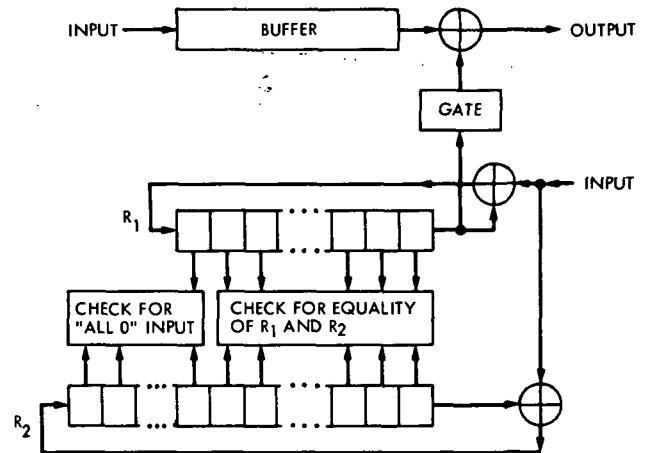 INPUT BUFFER OUTPUT
GATE
INPUT
R1
CHECK FOR "ALL 0" INPUT
CHECK FOR EQUALITY OF R1 AND R2
R2